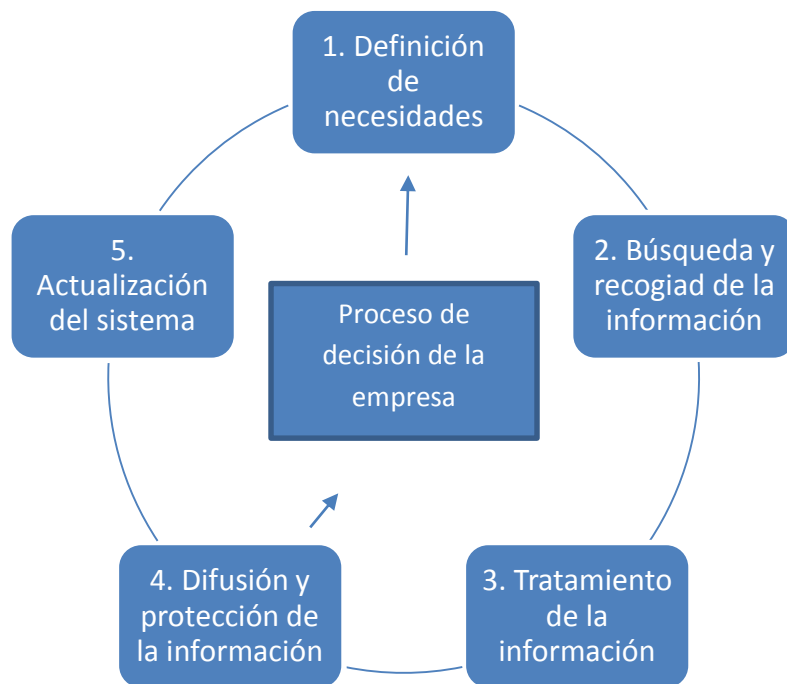 1. Definición
de
necesidades
2. Búsqueda y
recogiad de la
información
3. Tratamiento
de la
información
4. Difusión y
protección de
la información
5.
Actualización
del sistema
Proceso de
decisión de la
empresa